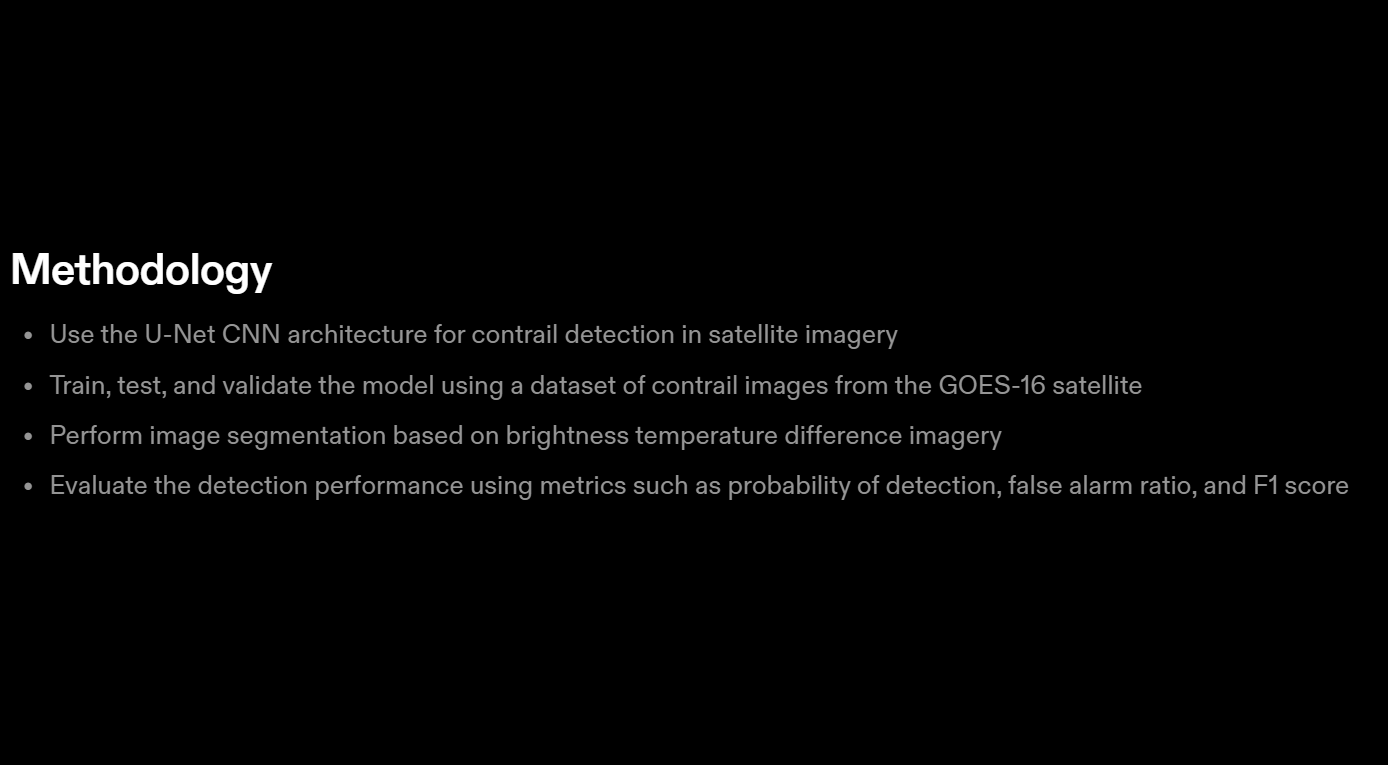 Methodology
• Use the U-Net CNN architecture for contrail detection in satellite imagery
• Train, test, and validate the model using a dataset of contrail images from the GOES-16 satellite
• Perform image segmentation based on brightness temperature difference imagery
• Evaluate the detection performance using metrics such as probability of detection, false alarm ratio, and F1 score